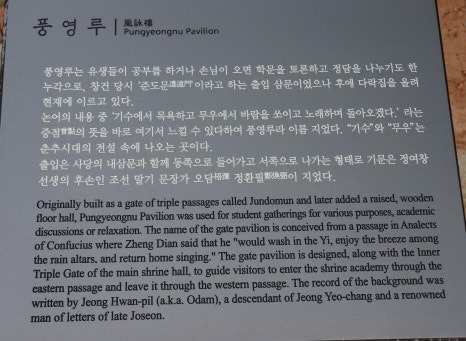 풍영루 | 風詠樓
Pungyeongnu Pavilion
풍영루는 유생들이 공부를 하거나 손님이 오면 학문을 토론하고 정담을 나누기도 한
누각으로, 창건 당시 '준도문遵道門'이라고 하는 출입 삼문이었으나 후에 다락집을 올려
현재에 이르고 있다.
논어의 내용 중 '기수에서 목욕하고 무우에서 바람을 쏘이고 노래하며 돌아오겠다.' 라는
증점曾點의 뜻을 바로 여기서 느낄 수 있다하여 풍영루라 이름 지었다. "기수"와 "무우"는
춘추시대의 전설 속에 나오는 곳이다.
출입은 사당의 내삼문과 함께 동쪽으로 들어가고 서쪽으로 나가는 형태로 기문은 정여창
선생의 후손인 조선 말기 문장가 오담梧潭 정환필鄭煥弼이 지었다.
Originally built as a gate of triple passages called Jundomun and later added a raised, wooden
floor hall, Pungyeongnu Pavilion was used for student gatherings for various purposes, academic
discussions or relaxation. The name of the gate pavilion is conceived from a passage in Analects
of Confucius where Zheng Dian said that he "would wash in the Yi, enjoy the breeze among
the rain altars, and return home singing." The gate pavilion is designed, along with the Inner
Triple Gate of the main shrine hall, to guide visitors to enter the shrine academy through the
eastern passage and leave it through the western passage. The record of the background was
written by Jeong Hwan-pil (a.k.a. Odam), a descendant of Jeong Yeo-chang and a renowned
man of letters of late Joseon.